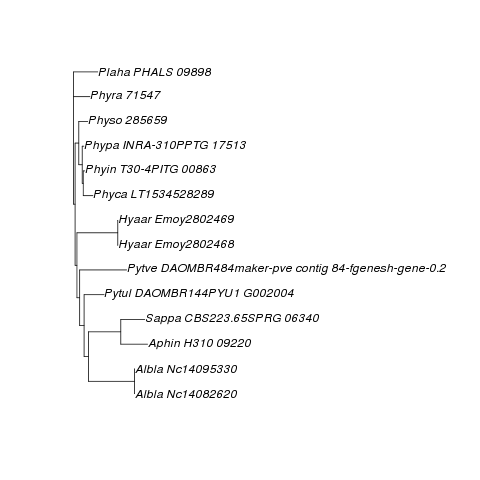 Plaha PHALS 09898
Phyra 71547
Physo 285659
Phypa INRA-310PPTG 17513
Phyin T30-4PITG 00863
Phyca LT1534528289
Hyaar Emoy2802469
Hyaar Emoy2802468
Pytve DAOMBR484maker-pve contig 84-fgenesh-gene-0.2
Pytul DAOMBR144PYU1 G002004
Sappa CBS223.65SPRG 06340
Aphin H310 09220
Albla Nc14095330
Albla Nc14082620